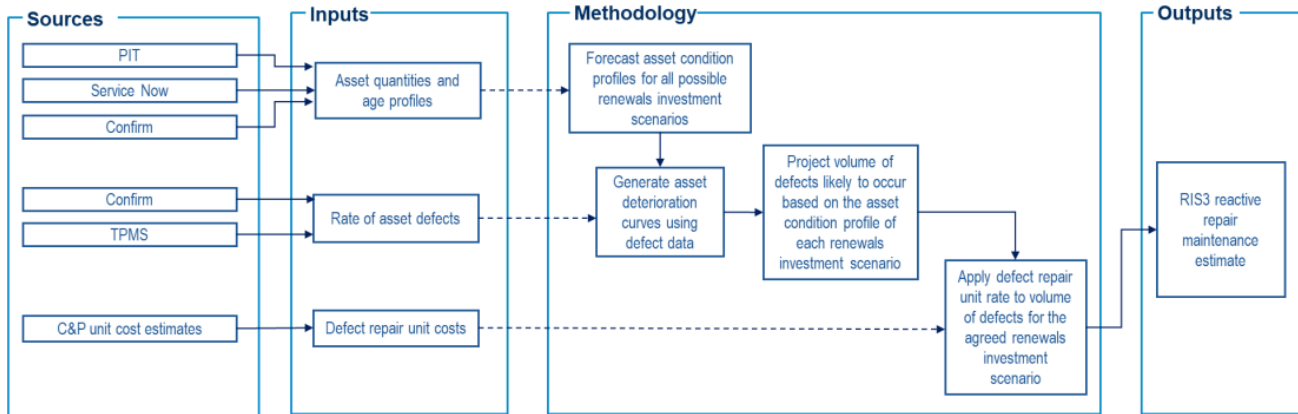 Sources
PIT
Service Now
Confirm
Confirm
TPMS
C&P unit cost estimates
Inputs
Asset quantities and
age profiles
Rate of asset defects
Defect repair unit costs
Methodology
Forecast asset condition
profiles for all possible
renewals investment
scenarios
Generate asset
deterioration curves using
defect data
Project volume of
defects likely to occur
based on the asset
condition profile of
each renewals
investment scenario
Apply defect repair
unit rate to volume
of defects for the
agreed renewals
investment
scenario
Outputs
RIS3 reactive
repair
maintenance
estimate